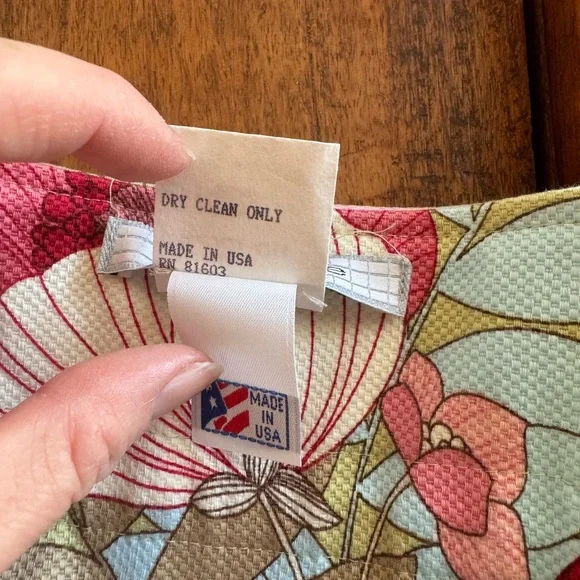 DRY CLEAN ONLY
MADE IN USA
RN 81603
MADE
IN
USA